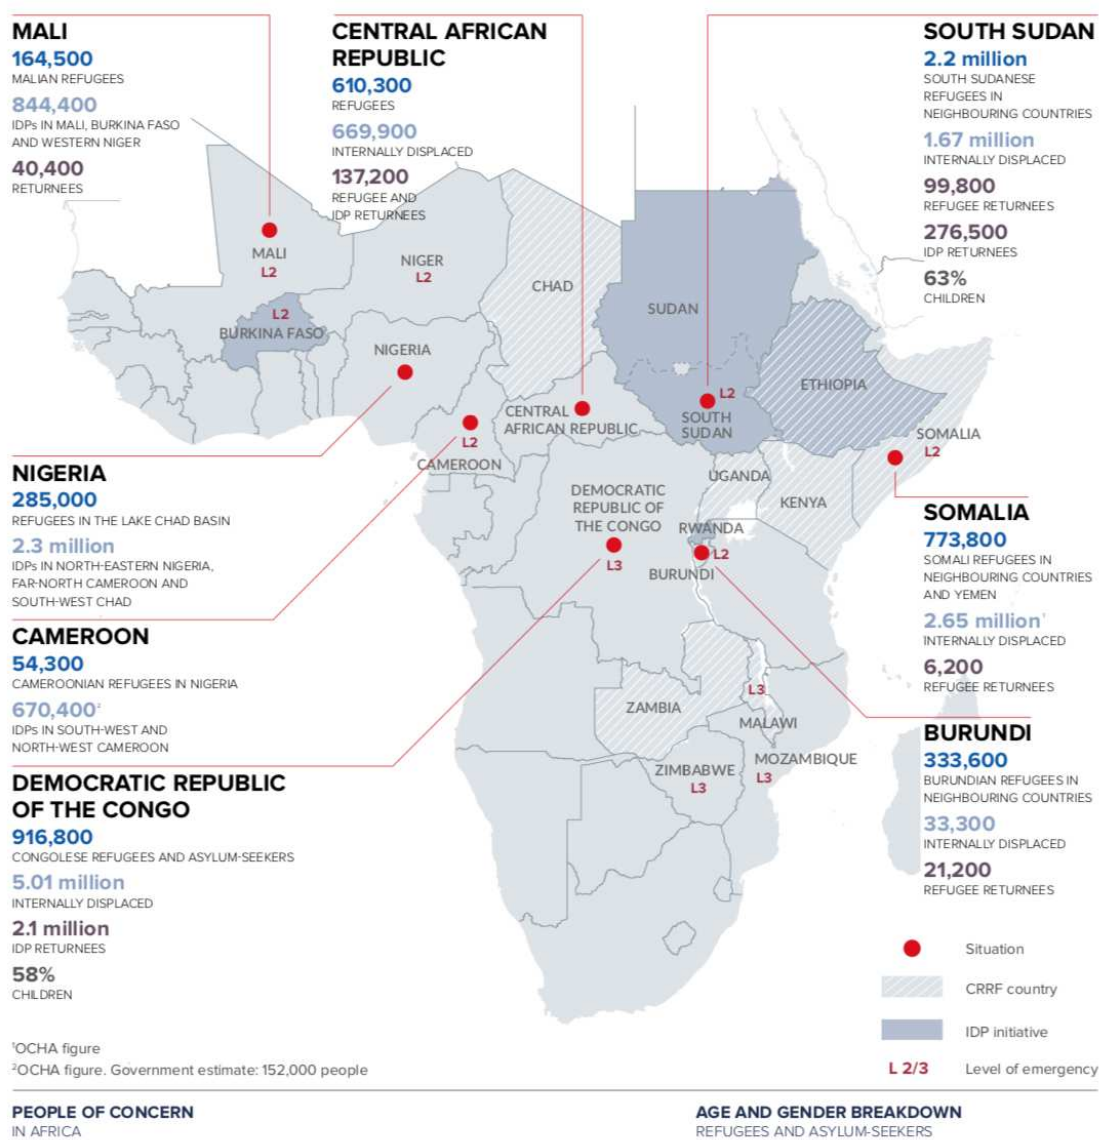 MALI
164,500
MALIAN REFUGEES
844,400
IDPs IN MALI, BURKINA FASO
AND WESTERN NIGER
40,400
RETURNEES
CENTRAL AFRICAN
REPUBLIC
610,300
REFUGEES
669,900
INTERNALLY DISPLACED
137,200
REFUGEE AND
IDP RETURNEES
SOUTH SUDAN
2.2 million
SOUTH SUDANESE
REFUGEES IN
NEIGHBOURING COUNTRIES
1.67 million
INTERNALLY DISPLACED
99,800
REFUGEE RETURNEES
276,500
IDP RETURNEES
63%
CHILDREN
MALI
L2
NIGER
L2
CHAD
SUDAN
L2
BURKINA FASO
NIGERIA
ETHIOPIA
L2
SOUTH
SUDAN
CENTRAL
AFRICAN REPUBLIC
L2
CAMEROON
SOMALIA
L2
UGANDA
KENYA
DEMOCRATIC
REPUBLIC OF
THE CONGO
L3
RWANDA
L2
BURUNDI
ZAMBIA
L3
MALAWI
MOZAMBIQUE
L3
ZIMBABWE
L3
NIGERIA
285,000
REFUGEES IN THE LAKE CHAD BASIN
2.3 million
IDPs IN NORTH-EASTERN NIGERIA,
FAR-NORTH CAMEROON AND
SOUTH-WEST CHAD
CAMEROON
54,300
CAMEROONIAN REFUGEES IN NIGERIA
670,400²
IDPs IN SOUTH-WEST AND
NORTH-WEST CAMEROON
DEMOCRATIC REPUBLIC
OF THE CONGO
916,800
CONGOLESE REFUGEES AND ASYLUM-SEEKERS
5.01 million
INTERNALLY DISPLACED
2.1 million
IDP RETURNEES
58%
CHILDREN
SOMALIA
773,800
SOMALI REFUGEES IN
NEIGHBOURING COUNTRIES
AND YEMEN
2.65 million¹
INTERNALLY DISPLACED
6,200
REFUGEE RETURNEES
BURUNDI
333,600
BURUNDIAN REFUGEES IN
NEIGHBOURING COUNTRIES
33,300
INTERNALLY DISPLACED
21,200
REFUGEE RETURNEES
Situation
CRRF country
IDP initiative
L 2/3 Level of emergency
¹OCHA figure
²OCHA figure. Government estimate: 152,000 people
PEOPLE OF CONCERN
IN AFRICA
AGE AND GENDER BREAKDOWN
REFUGEES AND ASYLUM-SEEKERS